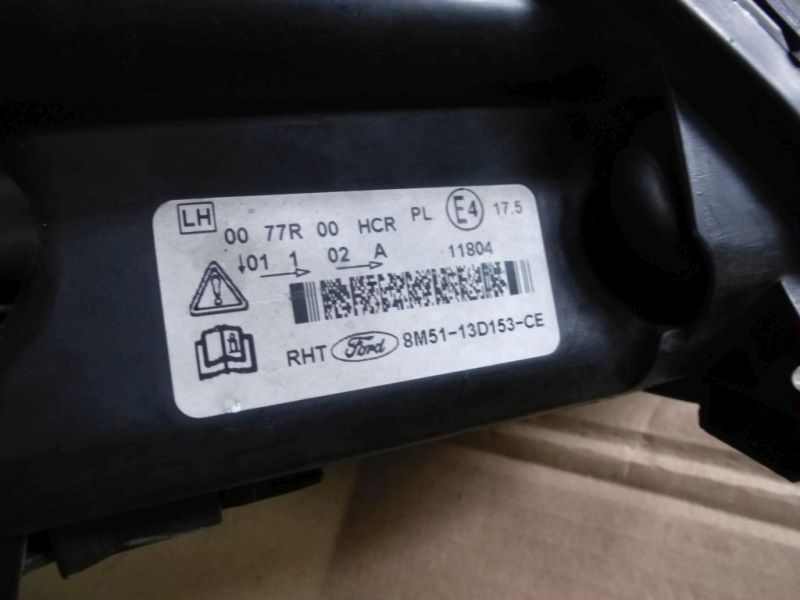 LH 00 77R 00 HCR PL E4 17.5
↓01 1 02 A 11804
RHT Ford 8M51-13D153-CE